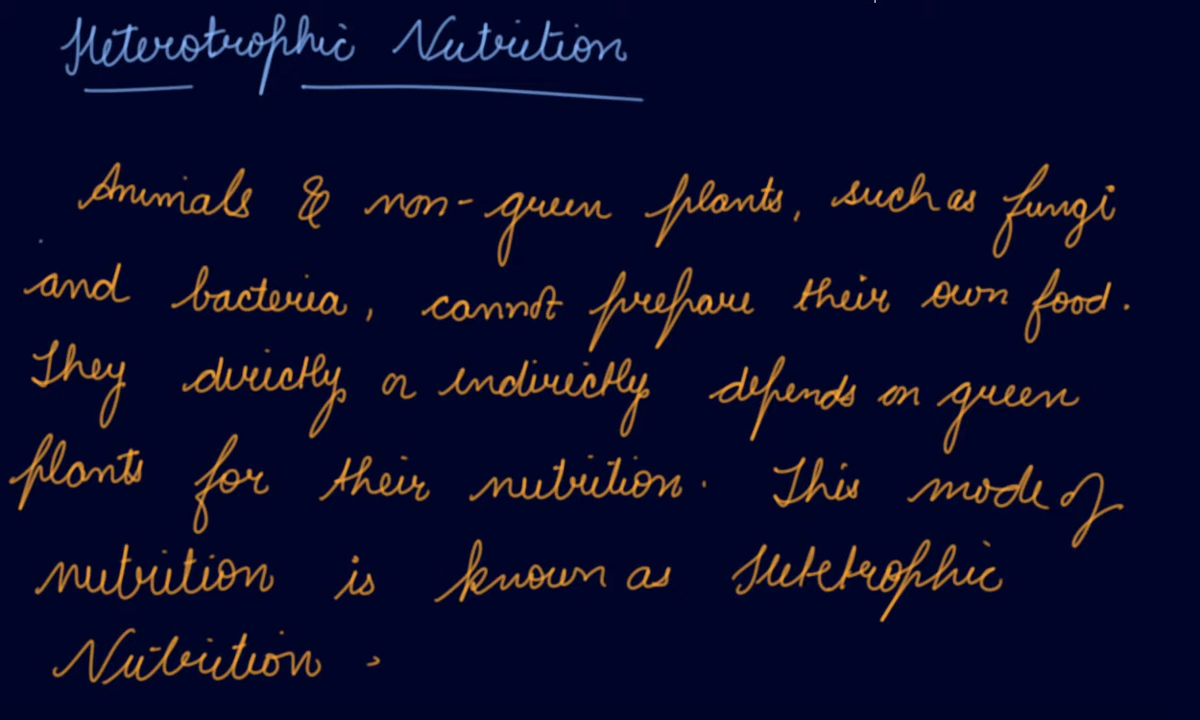 Heterotrophic Nutrition
Animals & non-green plants, such as fungi
and bacteria, cannot prepare their own food.
They directly or indirectly depends on green
plants for their nutrition. This mode of
nutrition is known as Hetetrophic
Nutrition.